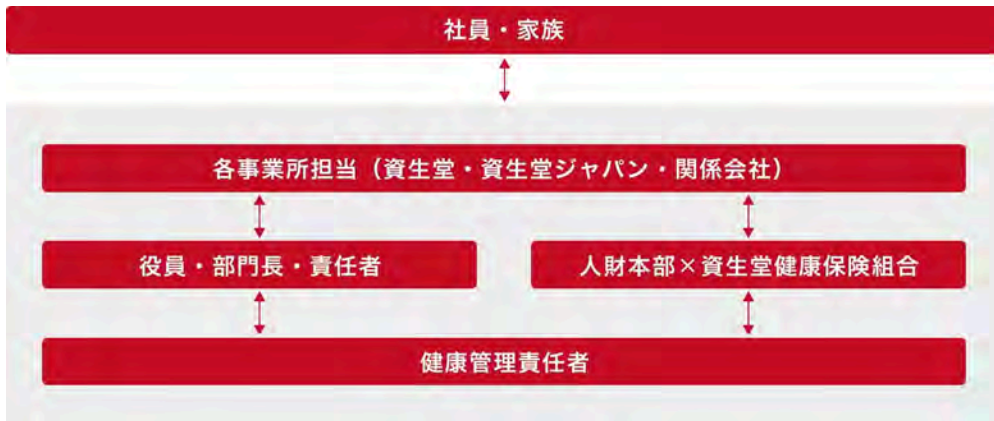 社員・家族
各事業所担当（資生堂・資生堂ジャパン・関係会社）
役員・部門長・責任者
人財本部×資生堂健康保険組合
健康管理責任者